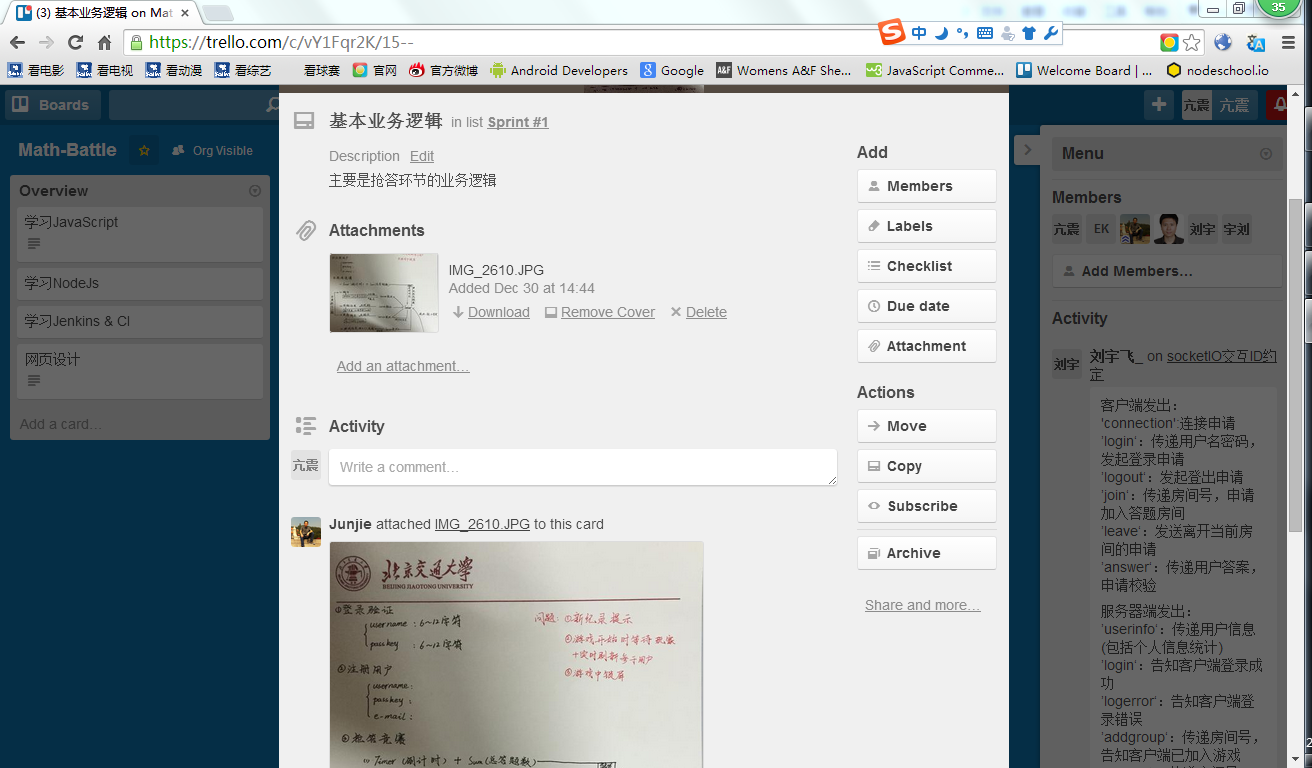 (3) 基本业务逻辑 on Mat
35
https://trello.com/c/vY1Fqr2K/15--
中
看电影
看电视
看动漫
看综艺
看球赛
官网
官方微博
Android Developers
Google
A&F
Womens A&F She...
JavaScript Comme...
Welcome Board | ...
nodeschool.io
Boards
亢震
亢震
Math-Battle
Org Visible
Overview
学习JavaScript
学习NodeJs
学习Jenkins & CI
网页设计
Add a card...
基本业务逻辑 in list Sprint #1
Description Edit
主要是抢答环节的业务逻辑
Attachments
IMG_2610.JPG
Added Dec 30 at 14:44
Download
Remove Cover
Delete
Add an attachment...
Activity
亢震
Write a comment...
Junjie attached IMG_2610.JPG to this card
北京交通大学
BEIJING JIAOTONG UNIVERSITY
①登录验证
username : 6~12字符
passkey : 6~12字符
②注册用户
username:
passkey:
e-mail:
③抢答竞赛
Timer (倒计时) + Sum(总答题数)
问题: ①新纪录提示
②游戏开始时等待玩家
+实时刷新每个用户
Add
Members
Labels
Checklist
Due date
Attachment
Actions
Move
Copy
Subscribe
Archive
Share and more...
Menu
Members
亢震
EK
刘宇
宇刘
Add Members...
Activity
刘宇
刘宇飞_ on socketIO交互ID约
定
客户端发出：
'connection':连接申请
'login'：传递用户名密码，
发起登录申请
'logout'：发起登出申请
'join'：传递房间号，申请
加入答题房间
'leave'：发送离开当前房
间的申请
'answer'：传递用户答案，
申请校验
服务器端发出：
'userinfo'：传递用户信息
(包括个人信息统计)
'login'：告知客户端登录成
功
'logerror'：告知客户端登
录错误
'addgroup'：传递房间号，
告知客户端已加入游戏